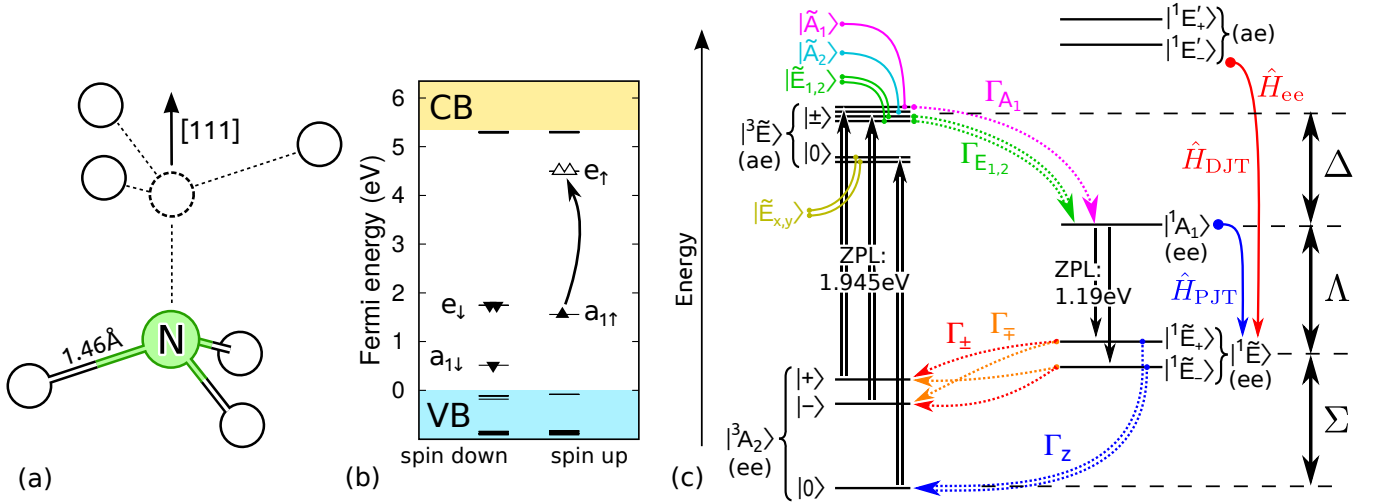 [111]
N
1.46Å
(a)
Fermi energy (eV)
6
5
4
3
2
1
0
CB
VB
e↑
a₁↑
e↓
a₁↓
spin down
spin up
(b)
Energy
|Ã₁⟩
|Ã₂⟩
|Ẽ₁,₂⟩
|³Ẽ⟩
(ae)
|±⟩
|0⟩
|Ẽx,y⟩
ZPL:
1.945eV
|³A₂⟩
(ee)
|+⟩
|−⟩
|0⟩
Γ_A₁
Γ_E₁,₂
Γ±
Γ∓
Γz
|¹E′₊⟩
|¹E′₋⟩
(ae)
Ĥee
ĤDJT
|¹A₁⟩
(ee)
ZPL:
1.19eV
ĤPJT
|¹Ẽ₊⟩
|¹Ẽ₋⟩
|¹Ẽ⟩
(ee)
Δ
Λ
Σ
(c)